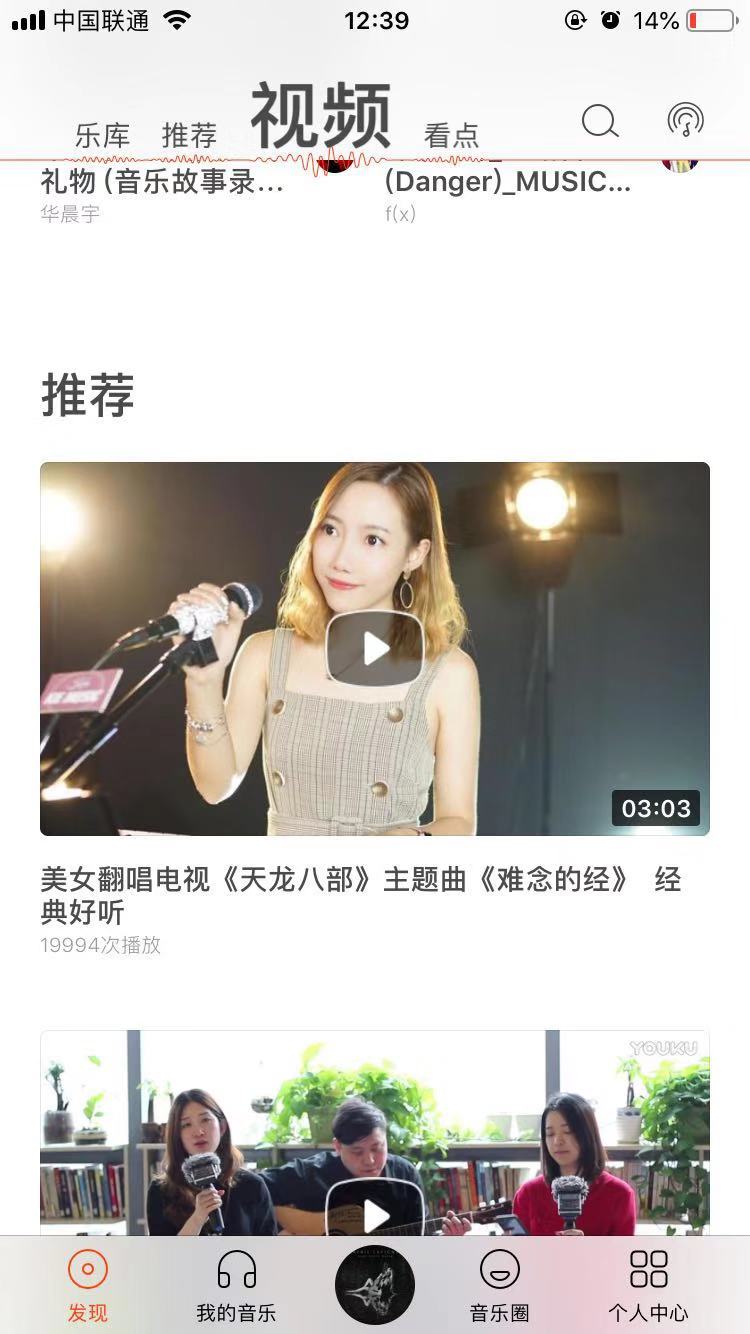 中国联通
12:39
14%
乐库 推荐 视频 看点
礼物 (音乐故事录...
华晨宇
(Danger)_MUSIC...
f(x)
推荐
03:03
美女翻唱电视《天龙八部》主题曲《难念的经》 经
典好听
19994次播放
YOUKU
发现
我的音乐
音乐圈
个人中心